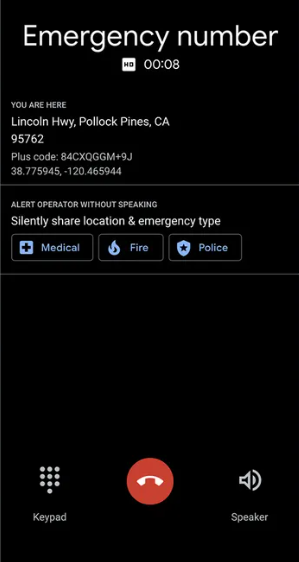 Emergency number
HD 00:08
YOU ARE HERE
Lincoln Hwy, Pollock Pines, CA
95762
Plus code: 84CXQGGM+9J
38.775945, -120.465944
ALERT OPERATOR WITHOUT SPEAKING
Silently share location & emergency type
Medical Fire Police
Keypad Speaker